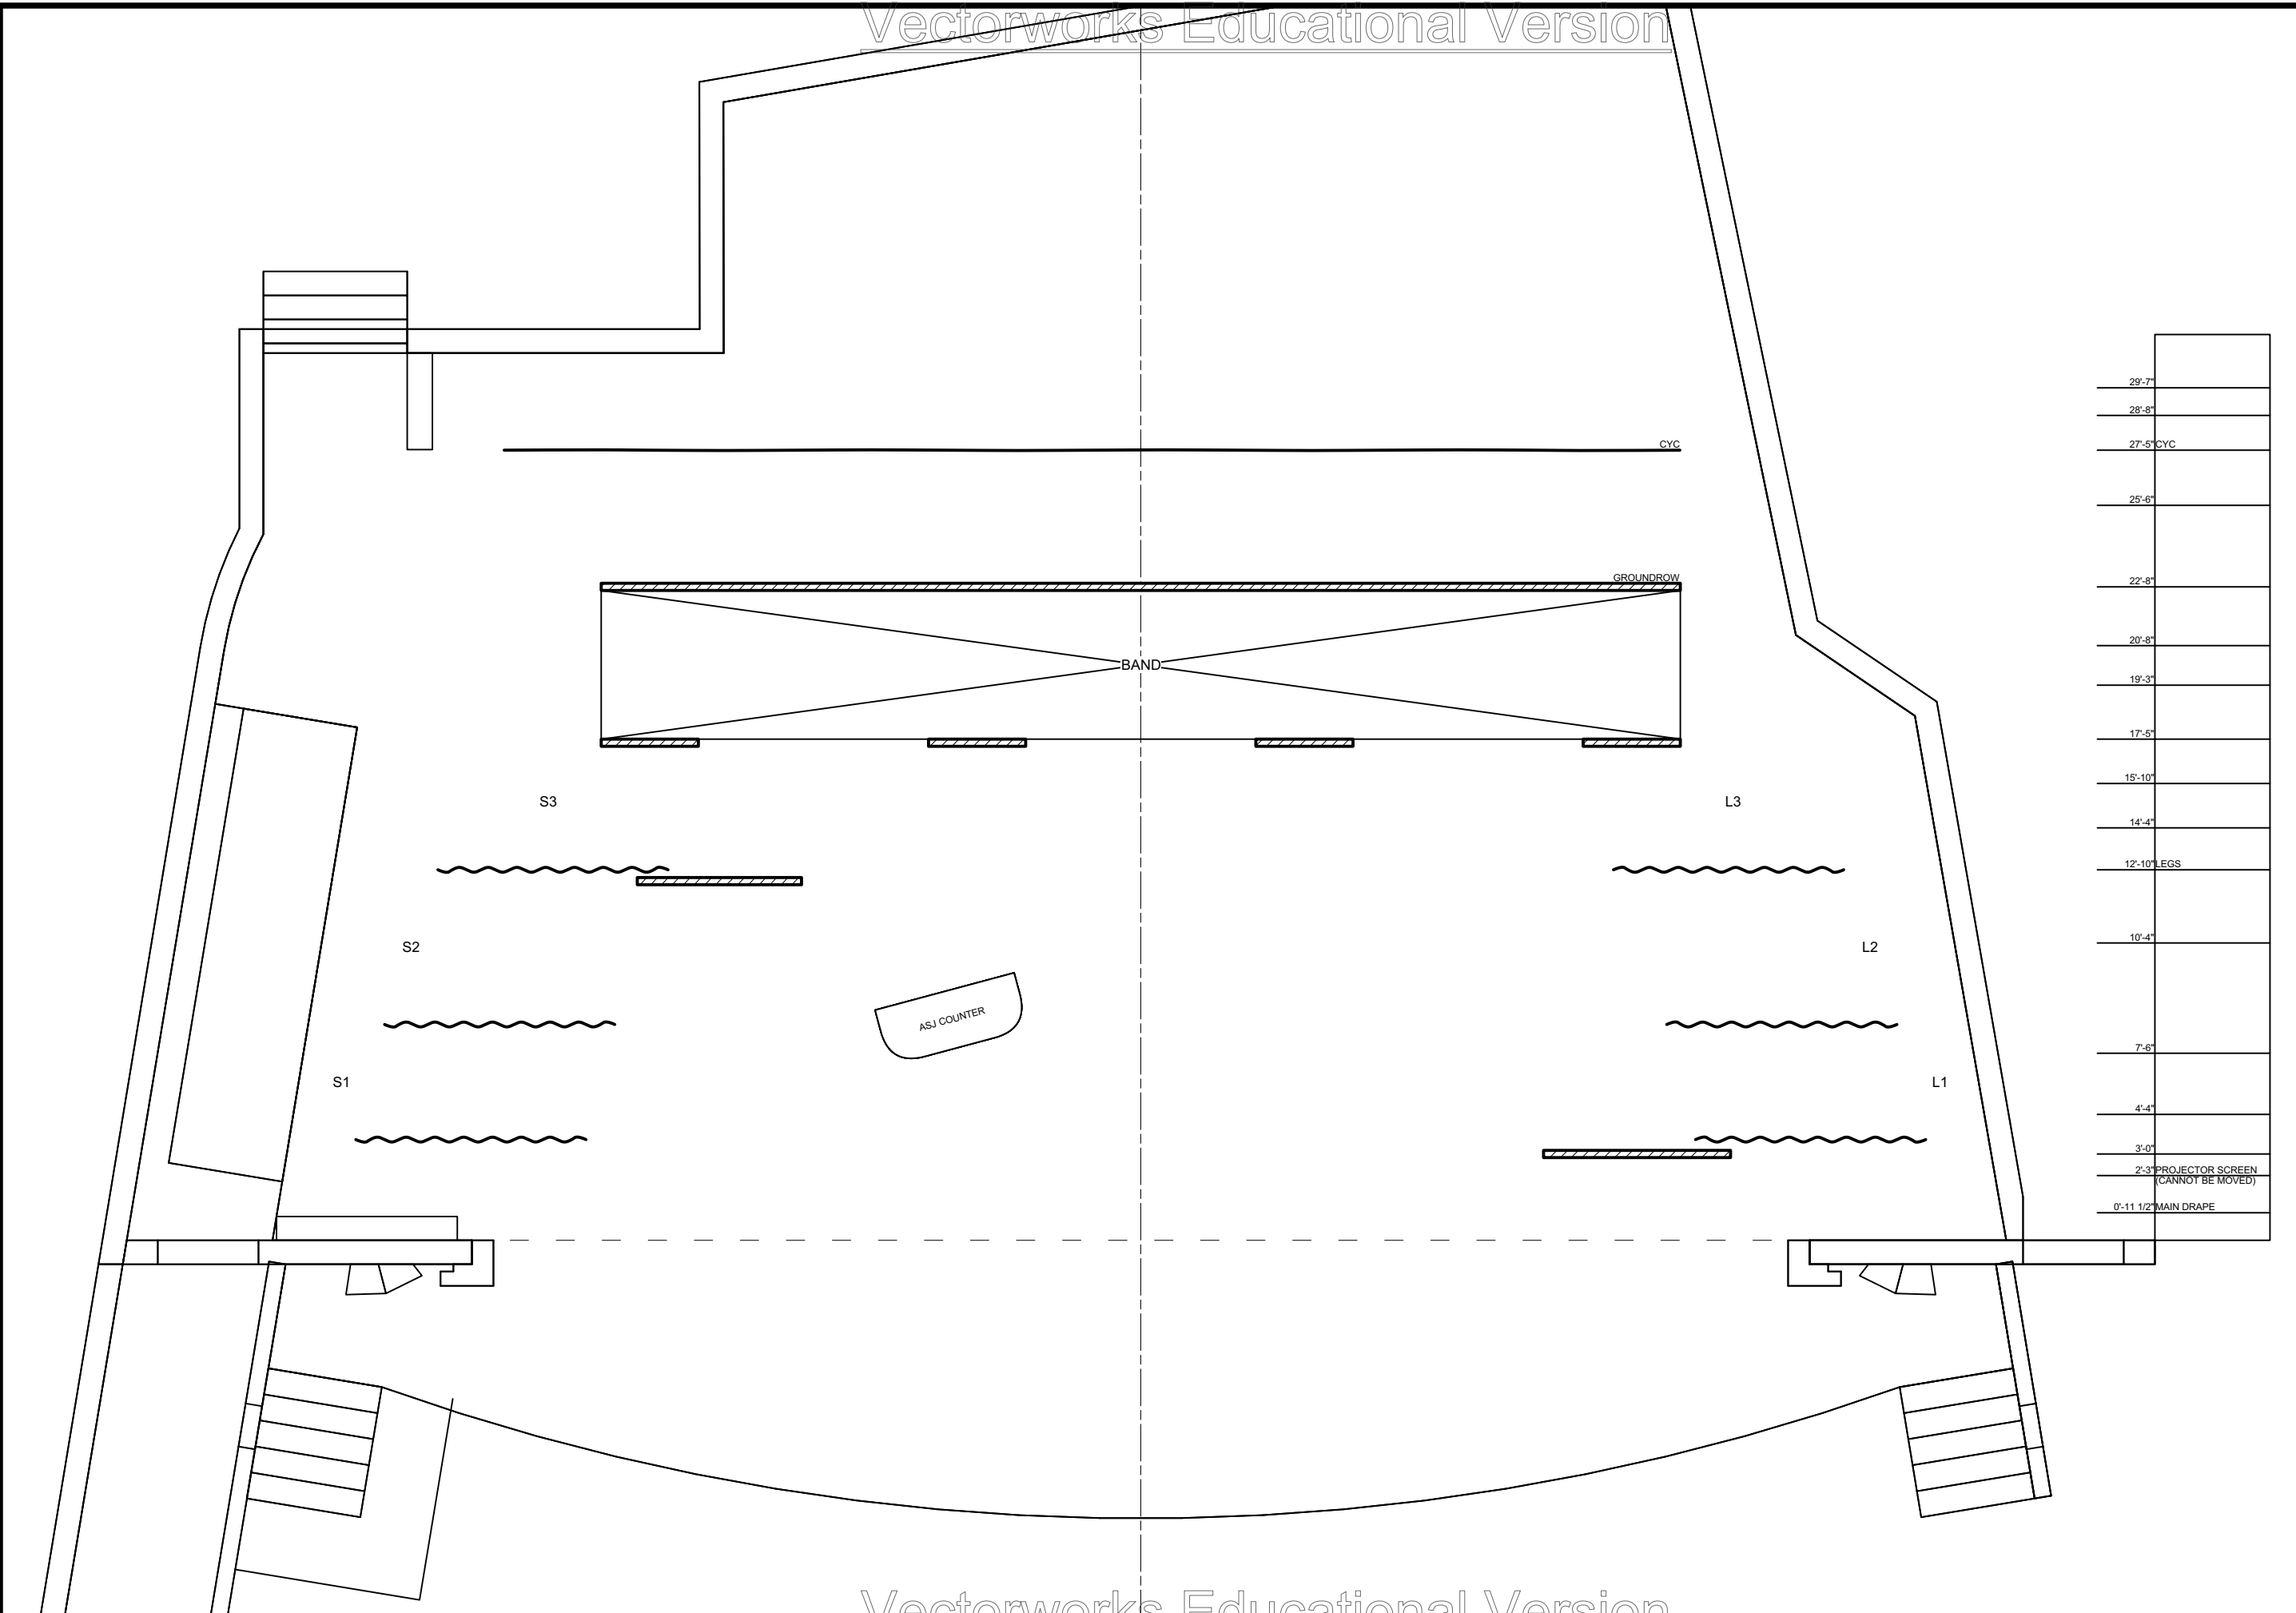 Vectorworks Educational Version
29'-7"
28'-8"
CYC
27'-5" CYC
25'-6"
GROUNDROW
22'-8"
20'-8"
BAND
19'-3"
17'-5"
15'-10"
S3
L3
14'-4"
12'-10" LEGS
10'-4"
S2
L2
ASJ COUNTER
7'-6"
S1
L1
4'-4"
3'-0"
2'-3" PROJECTOR SCREEN
(CANNOT BE MOVED)
0'-11 1/2" MAIN DRAPE
Vectorworks Educational Version